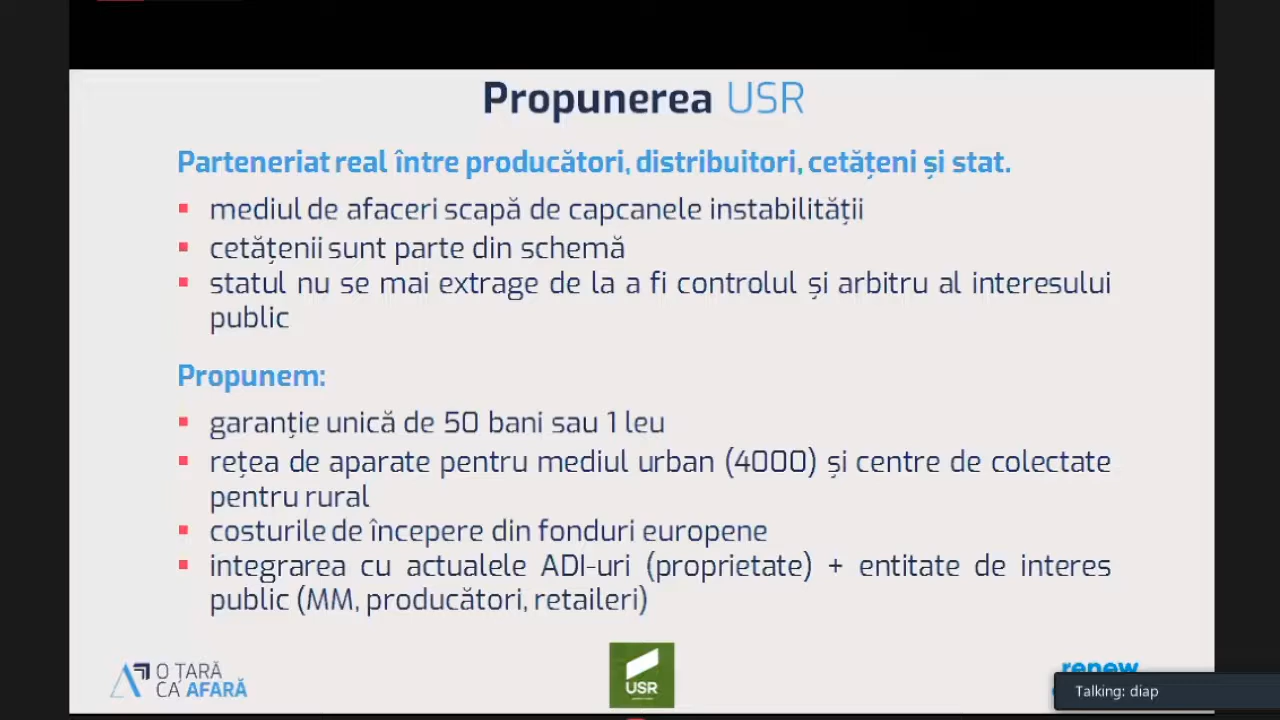 Propunerea USR
Parteneriat real între producători, distribuitori, cetățeni și stat.
mediul de afaceri scapă de capcanele instabilității
cetățenii sunt parte din schemă
statul nu se mai extrage de la a fi controlul și arbitru al interesului
public
Propunem:
garanție unică de 50 bani sau 1 leu
rețea de aparate pentru mediul urban (4000) și centre de colectate
pentru rural
costurile de începere din fonduri europene
integrarea cu actualele ADI-uri (proprietate) + entitate de interes
public (MM, producători, retaileri)
O ȚARĂ
CA AFARĂ
USR
renew
Talking: diap